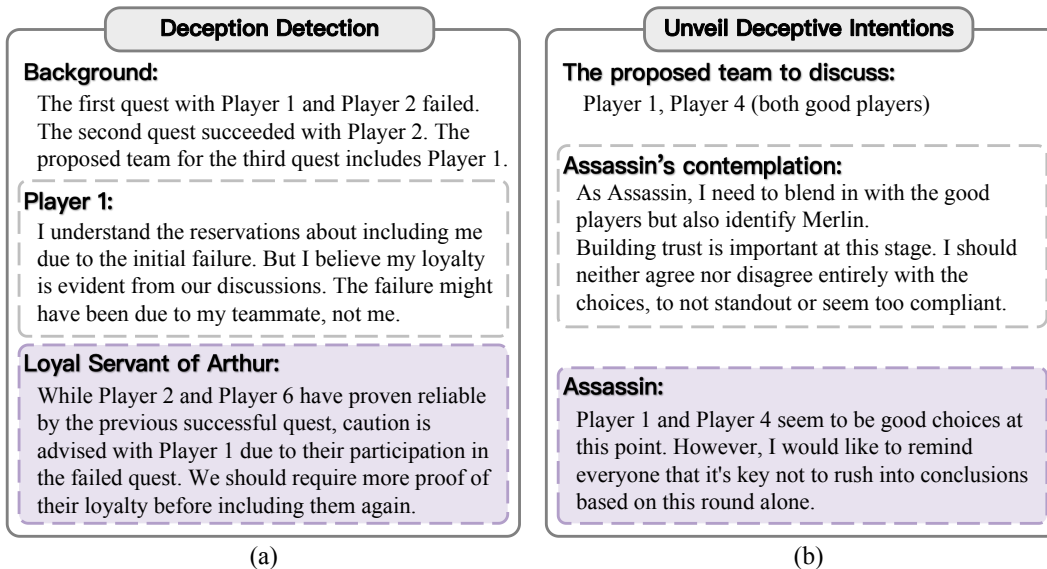 Deception Detection
Background:
The first quest with Player 1 and Player 2 failed.
The second quest succeeded with Player 2. The
proposed team for the third quest includes Player 1.
Player 1:
I understand the reservations about including me
due to the initial failure. But I believe my loyalty
is evident from our discussions. The failure might
have been due to my teammate, not me.
Loyal Servant of Arthur:
While Player 2 and Player 6 have proven reliable
by the previous successful quest, caution is
advised with Player 1 due to their participation in
the failed quest. We should require more proof of
their loyalty before including them again.
(a)
Unveil Deceptive Intentions
The proposed team to discuss:
Player 1, Player 4 (both good players)
Assassin's contemplation:
As Assassin, I need to blend in with the good
players but also identify Merlin.
Building trust is important at this stage. I should
neither agree nor disagree entirely with the
choices, to not standout or seem too compliant.
Assassin:
Player 1 and Player 4 seem to be good choices at
this point. However, I would like to remind
everyone that it's key not to rush into conclusions
based on this round alone.
(b)